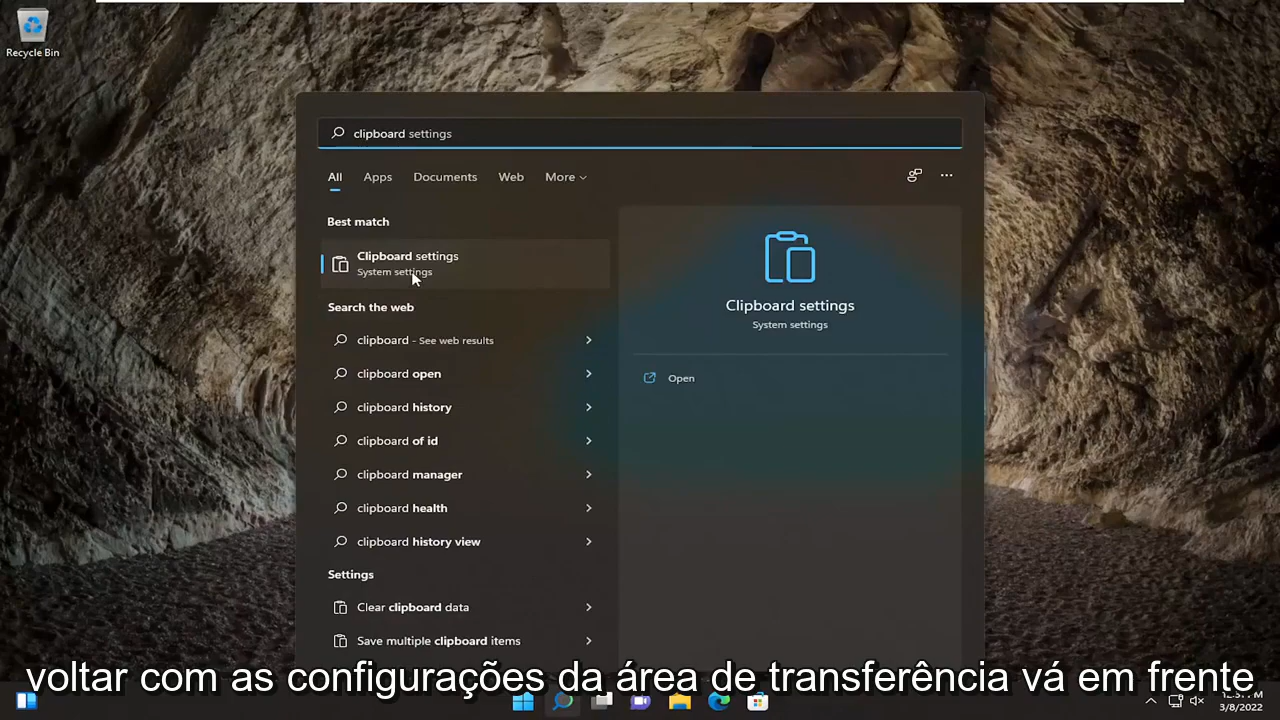 Recycle Bin
clipboard settings
All Apps Documents Web More
Best match
Clipboard settings
System settings
Search the web
clipboard - See web results
clipboard open
clipboard history
clipboard of id
clipboard manager
clipboard health
clipboard history view
Settings
Clear clipboard data
Save multiple clipboard items
Clipboard settings
System settings
Open
voltar com as configurações da área de transferência vá em frente
3/8/2022